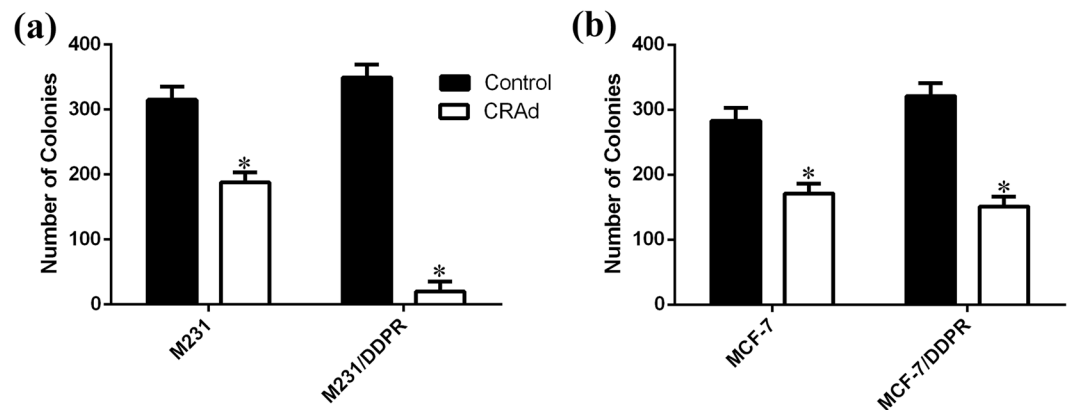 (a)
Number of Colonies
400
300
200
100
0
*
*
M231
M231/DDPR
Control
CRAd
(b)
Number of Colonies
400
300
200
100
0
*
*
MCF-7
MCF-7/DDPR